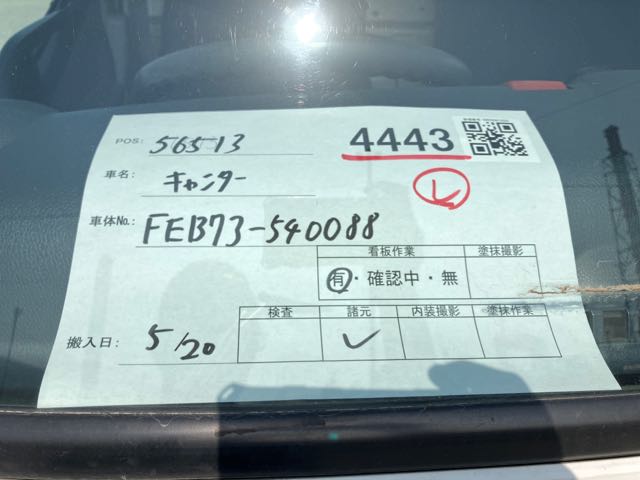 POS: 56513 4443
レ
車名: キャンター
車体No.: FEB73-540088
看板作業 塗抹撮影
有・確認中・無
検査 諸元 内装撮影 塗抹作業
搬入日: 5/20 ✓